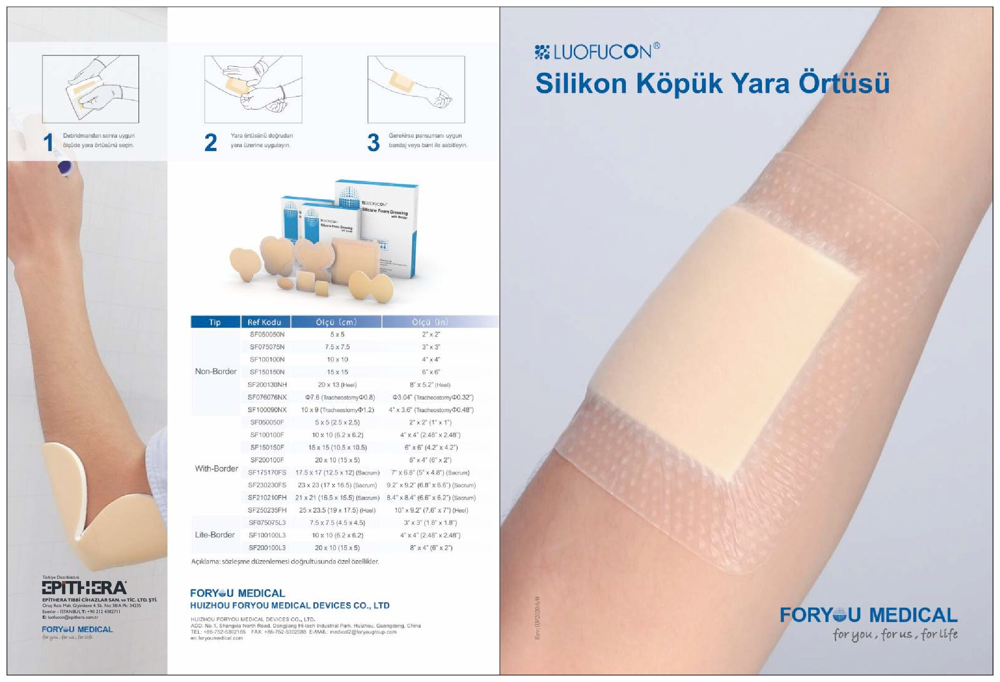 1
Debridmandan sonra uygun
ölçüde yara örtüsünü seçin.
2
Yara örtüsünü doğrudan
yara üzerine uygulayın.
3
Gerekirse pansumanı uygun
bandaj veya bant ile sabitleyin.
LUOFUCON®
Silicone Foam Dressing
with Border
LUOFUCON®
Silicone Foam Dressing
with Border
Tip Ref Kodu Ölçü (cm) Ölçü (in)
Non-Border
SF050050N 5 x 5 2" x 2"
SF075075N 7.5 x 7.5 3" x 3"
SF100100N 10 x 10 4" x 4"
SF150150N 15 x 15 6" x 6"
SF200130NH 20 x 13 (Heel) 8" x 5.2" (Heel)
SF076076NX Φ7.6 (TracheostomyΦ0.8) Φ3.04" (TracheostomyΦ0.32")
SF100090NX 10 x 9 (TracheostomyΦ1.2) 4" x 3.6" (TracheostomyΦ0.48")
With-Border
SF050050F 5 x 5 (2.5 x 2.5) 2" x 2" (1" x 1")
SF100100F 10 x 10 (6.2 x 6.2) 4" x 4" (2.48" x 2.48")
SF150150F 15 x 15 (10.5 x 10.5) 6" x 6" (4.2" x 4.2")
SF200100F 20 x 10 (15 x 5) 8" x 4" (6" x 2")
SF175170FS 17.5 x 17 (12.5 x 12) (Sacrum) 7" x 6.8" (5" x 4.8") (Sacrum)
SF230230FS 23 x 23 (17 x 16.5) (Sacrum) 9.2" x 9.2" (6.8" x 6.6") (Sacrum)
SF210210FH 21 x 21 (16.5 x 15.5) (Sacrum) 8.4" x 8.4" (6.6" x 6.2") (Sacrum)
SF250235FH 25 x 23.5 (19 x 17.5) (Heel) 10" x 9.2" (7.6" x 7") (Heel)
Lite-Border
SF075075L3 7.5 x 7.5 (4.5 x 4.5) 3" x 3" (1.8" x 1.8")
SF100100L3 10 x 10 (6.2 x 6.2) 4" x 4" (2.48" x 2.48")
SF200100L3 20 x 10 (15 x 5) 8" x 4" (6" x 2")
Açıklama: sözleşme düzenlemesi doğrultusunda özel özellikler.
Türkiye Distribütörü
EPİTHERA®
EPİTHERA TIBBİ CİHAZLAR SAN. ve TİC. LTD. ŞTİ.
Oruç Reis Mah. Giyimkent 4. Sk. No: 38/A Pk: 34235
Esenler - İSTANBUL T: +90 212 4382711
E: luofucon@epithera.com.tr
FORYOU MEDICAL
for you, for us, for life
FORYOU MEDICAL
HUIZHOU FORYOU MEDICAL DEVICES CO., LTD
HUIZHOU FORYOU MEDICAL DEVICES CO., LTD.
ADD: No.1, Shangxia North Road, Dongjiang Hi-tech Industrial Park, Huizhou, Guangdong, China
TEL: +86-752-5302185 FAX: +86-752-5302088 E-MAIL: medical2@foryougroup.com
en.foryoumedical.com
LUOFUCON®
Silikon Köpük Yara Örtüsü
Rev: 03/2020A/0
FORYOU MEDICAL
for you, for us, for life